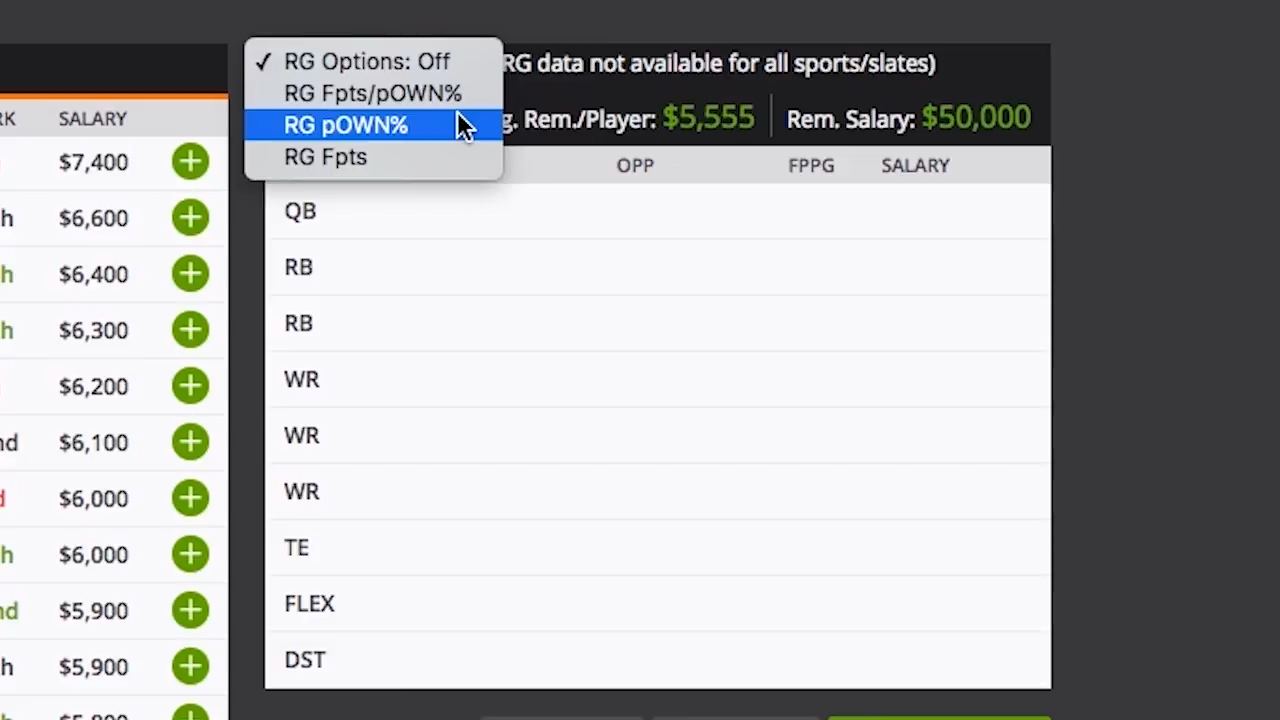 ✓ RG Options: Off
RG Fpts/pOWN%
RG pOWN%
RG Fpts
RG data not available for all sports/slates)
g. Rem./Player: $5,555
Rem. Salary: $50,000
RK SALARY
$7,400
h $6,600
h $6,400
h $6,300
$6,200
nd $6,100
d $6,000
h $6,000
nd $5,900
h $5,900
OPP FPPG SALARY
QB
RB
RB
WR
WR
WR
TE
FLEX
DST